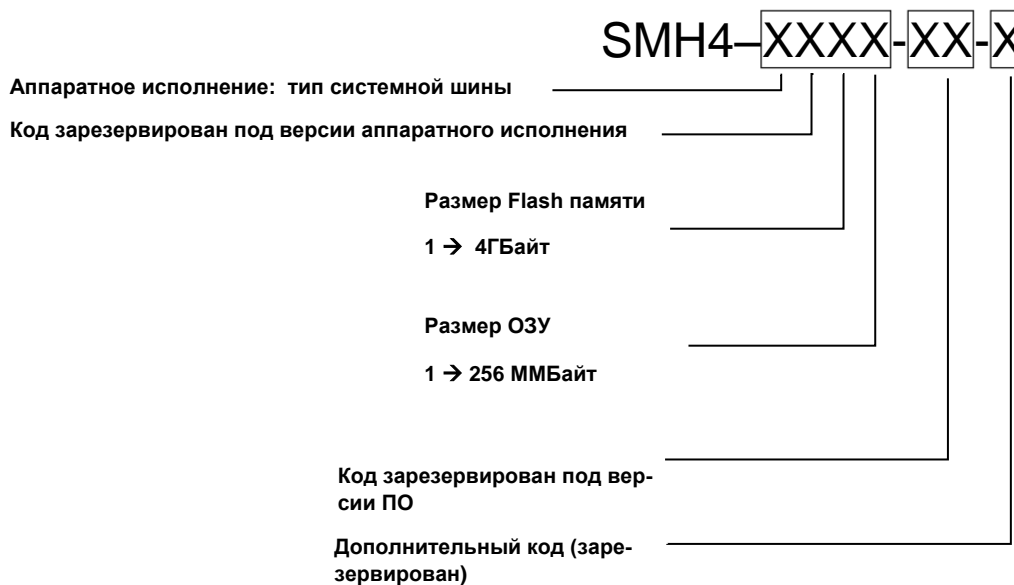 SMH4–XXXX-XX-X
Аппаратное исполнение: тип системной шины
Код зарезервирован под версии аппаратного исполнения
Размер Flash памяти
1 → 4ГБайт
Размер ОЗУ
1 → 256 ММБайт
Код зарезервирован под вер-
сии ПО
Дополнительный код (заре-
зервирован)